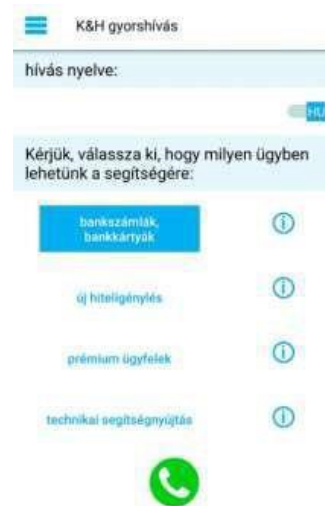 K&H gyorshívás
hívás nyelve:
HU
Kérjük, válassza ki, hogy milyen ügyben
lehetünk a segítségére:
bankszámlák,
bankkártyák
új hiteligénylés
prémium ügyfelek
technikai segítségnyújtás